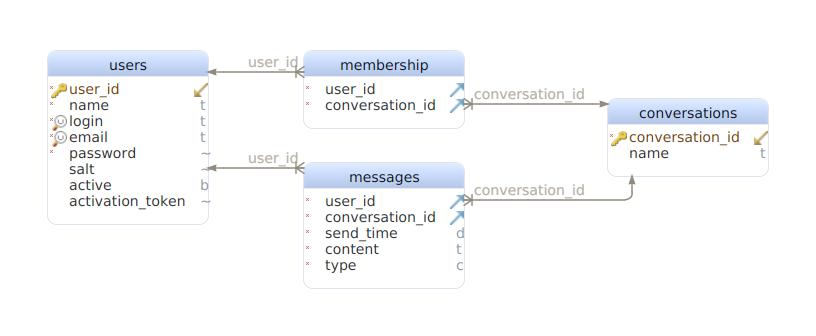 users
user_id
name t
login t
email t
password ~
salt ~
active b
activation_token ~
user_id
user_id
membership
user_id
conversation_id
messages
user_id
conversation_id
send_time d
content t
type c
conversation_id
conversation_id
conversations
conversation_id
name t